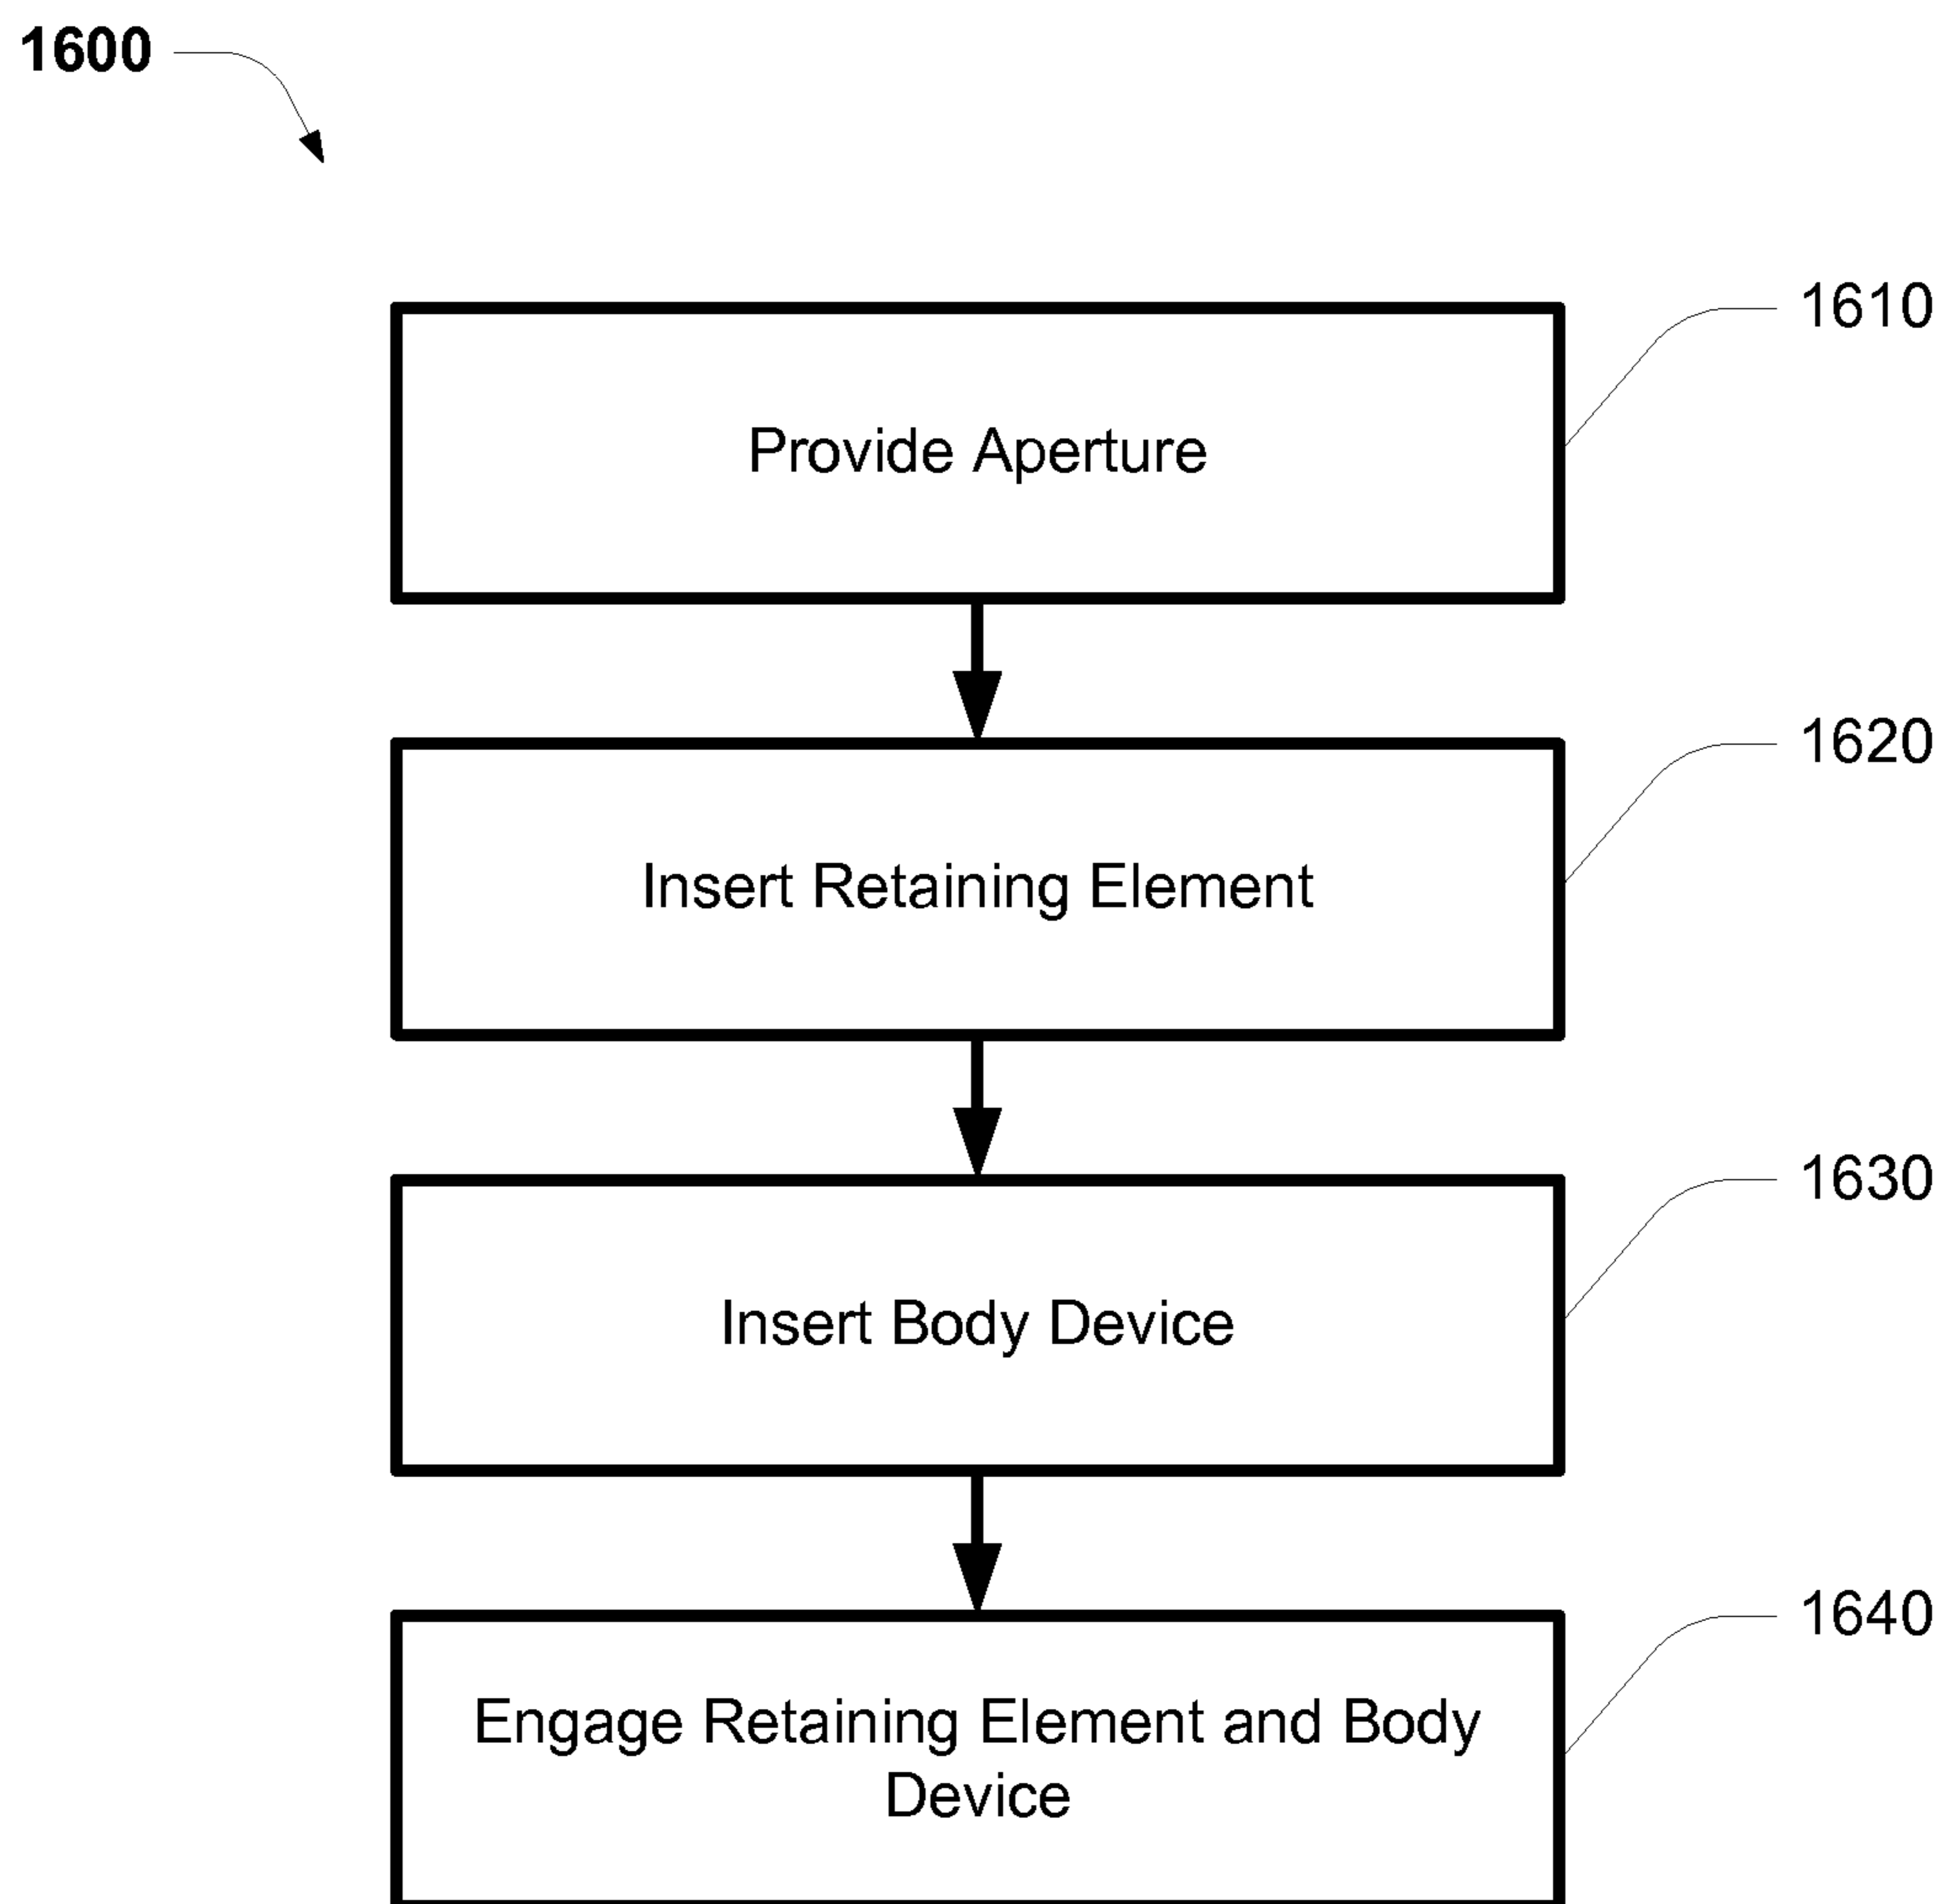 1600
1610
Provide Aperture
1620
Insert Retaining Element
1630
Insert Body Device
1640
Engage Retaining Element and Body
Device